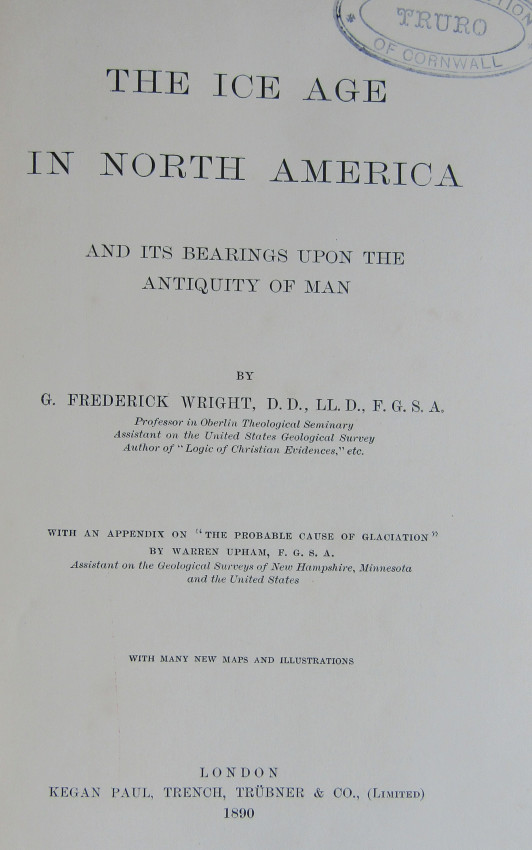 TRURO
OF CORNWALL
THE ICE AGE
IN NORTH AMERICA
AND ITS BEARINGS UPON THE
ANTIQUITY OF MAN
BY
G. FREDERICK WRIGHT, D. D., LL. D., F. G. S. A.
Professor in Oberlin Theological Seminary
Assistant on the United States Geological Survey
Author of "Logic of Christian Evidences," etc.
WITH AN APPENDIX ON "THE PROBABLE CAUSE OF GLACIATION"
BY WARREN UPHAM, F. G. S. A.
Assistant on the Geological Surveys of New Hampshire, Minnesota
and the United States
WITH MANY NEW MAPS AND ILLUSTRATIONS
LONDON
KEGAN PAUL, TRENCH, TRÜBNER & CO., (LIMITED)
1890